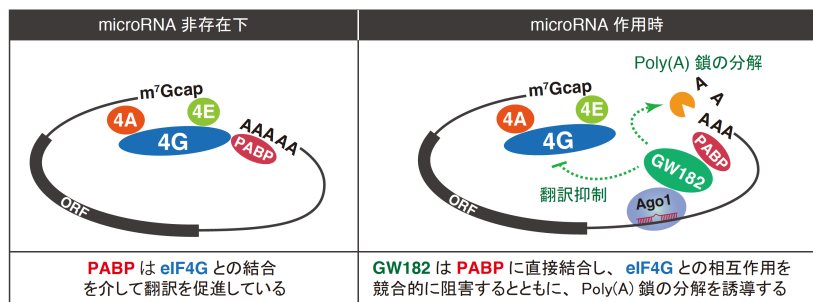 microRNA 非存在下
m⁷Gcap
4A
4E
4G
AAAAA
PABP
ORF
PABP は eIF4G との結合
を介して翻訳を促進している
microRNA 作用時
Poly(A) 鎖の分解
m⁷Gcap
A
A
AAA
4A
4E
4G
PABP
GW182
翻訳抑制
Ago1
ORF
GW182 は PABP に直接結合し、 eIF4G との相互作用を
競合的に阻害するとともに、Poly(A) 鎖の分解を誘導する